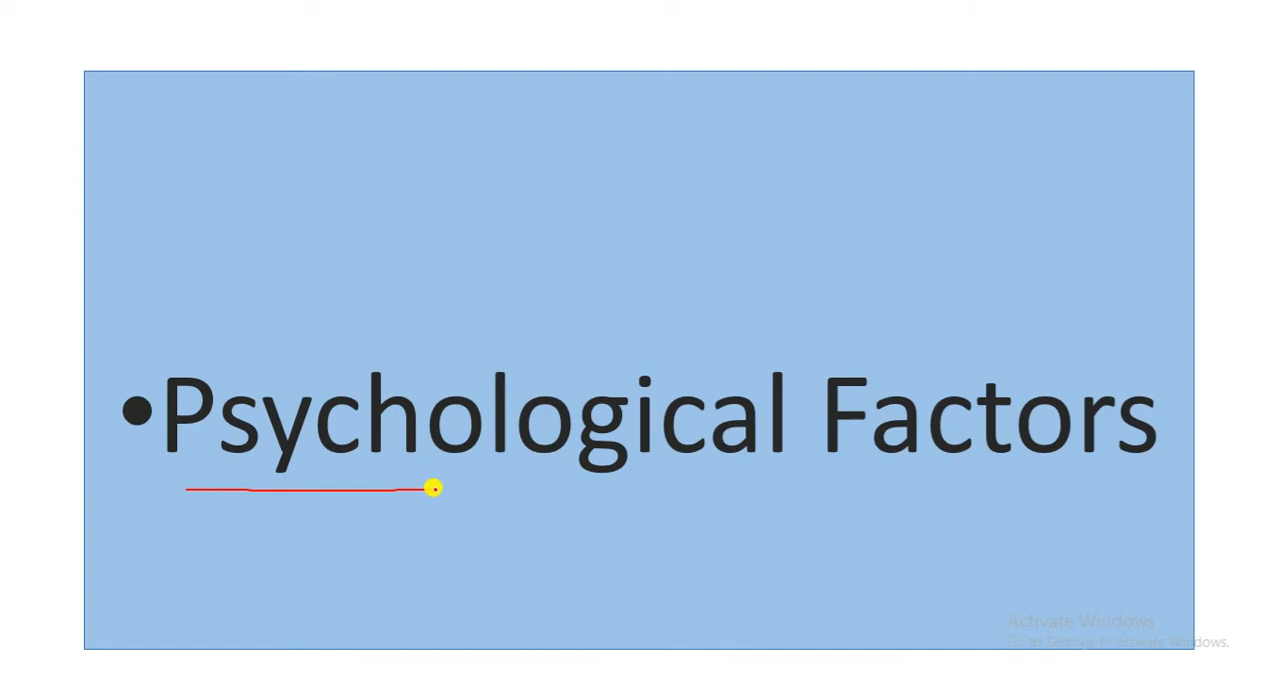 •Psychological Factors
Activate Windows
Go to Settings to activate Windows.